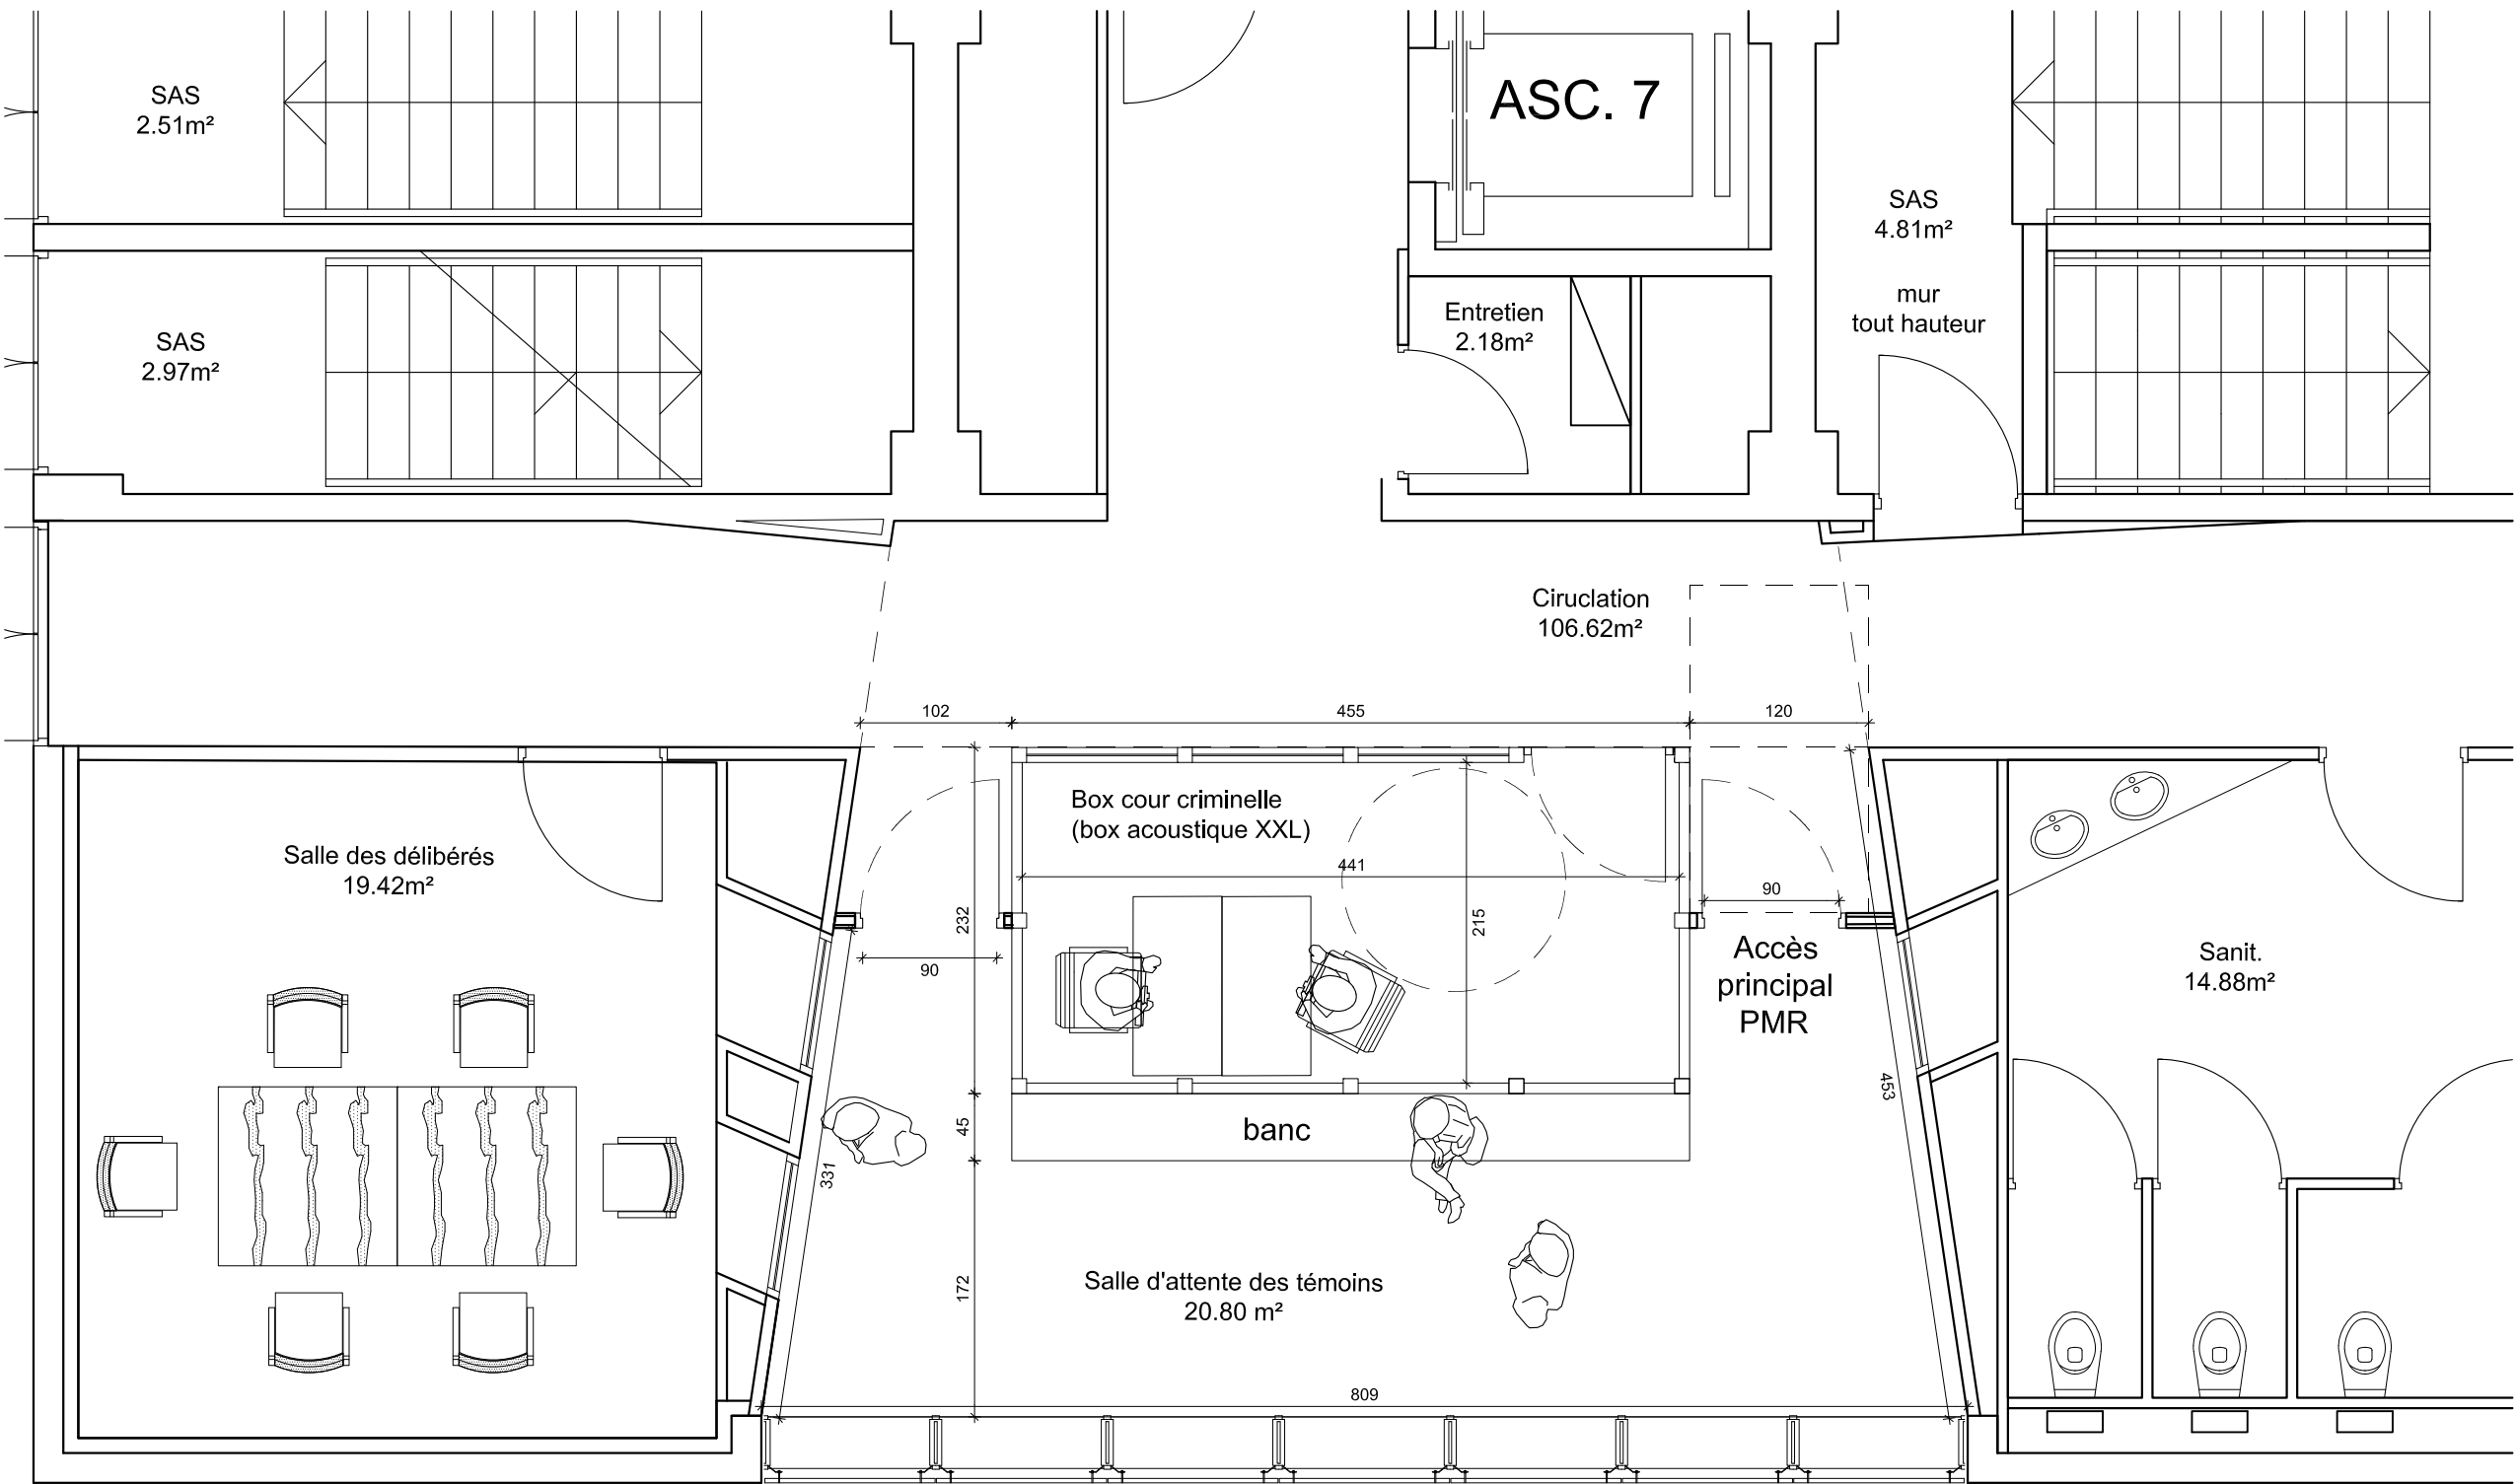 SAS
2.51m²
ASC. 7
SAS
4.81m²
mur
tout hauteur
Entretien
2.18m²
SAS
2.97m²
Ciruclation
106.62m²
102
455
120
Box cour criminelle
(box acoustique XXL)
441
90
Salle des délibérés
19.42m²
232
215
90
Accès
principal
PMR
Sanit.
14.88m²
453
45
banc
331
172
Salle d'attente des témoins
20.80 m²
809